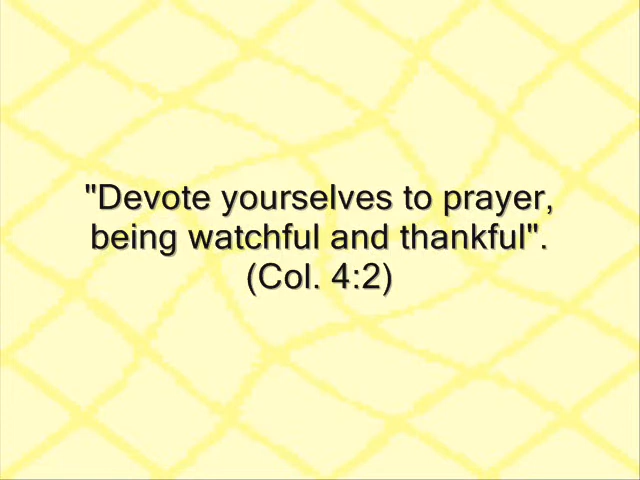 "Devote yourselves to prayer,
being watchful and thankful".
(Col. 4:2)